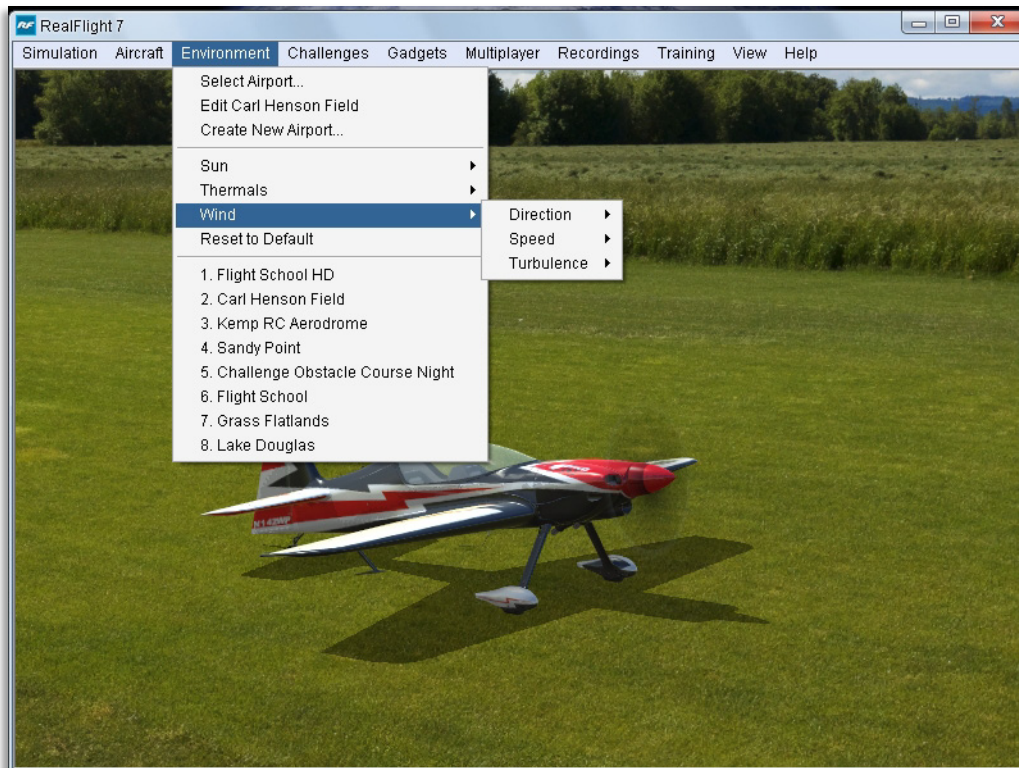 RealFlight 7
Simulation Aircraft Environment Challenges Gadgets Multiplayer Recordings Training View Help
Select Airport...
Edit Carl Henson Field
Create New Airport...
Sun
Thermals
Wind
Direction
Speed
Turbulence
Reset to Default
1. Flight School HD
2. Carl Henson Field
3. Kemp RC Aerodrome
4. Sandy Point
5. Challenge Obstacle Course Night
6. Flight School
7. Grass Flatlands
8. Lake Douglas